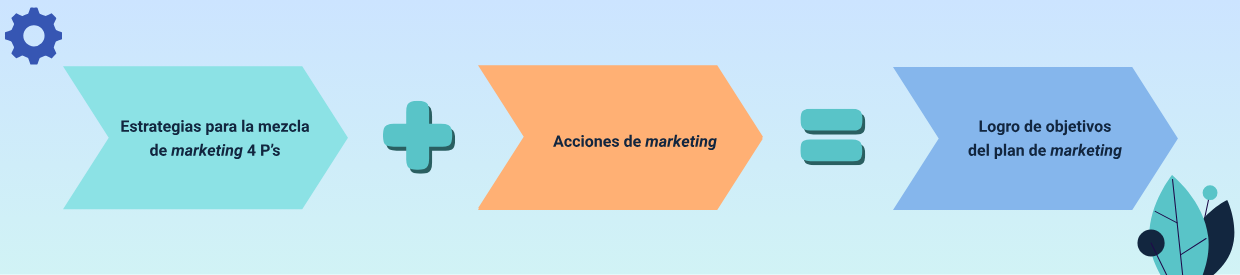 Estrategias para la mezcla
de marketing 4 P's
Acciones de marketing
Logro de objetivos
del plan de marketing